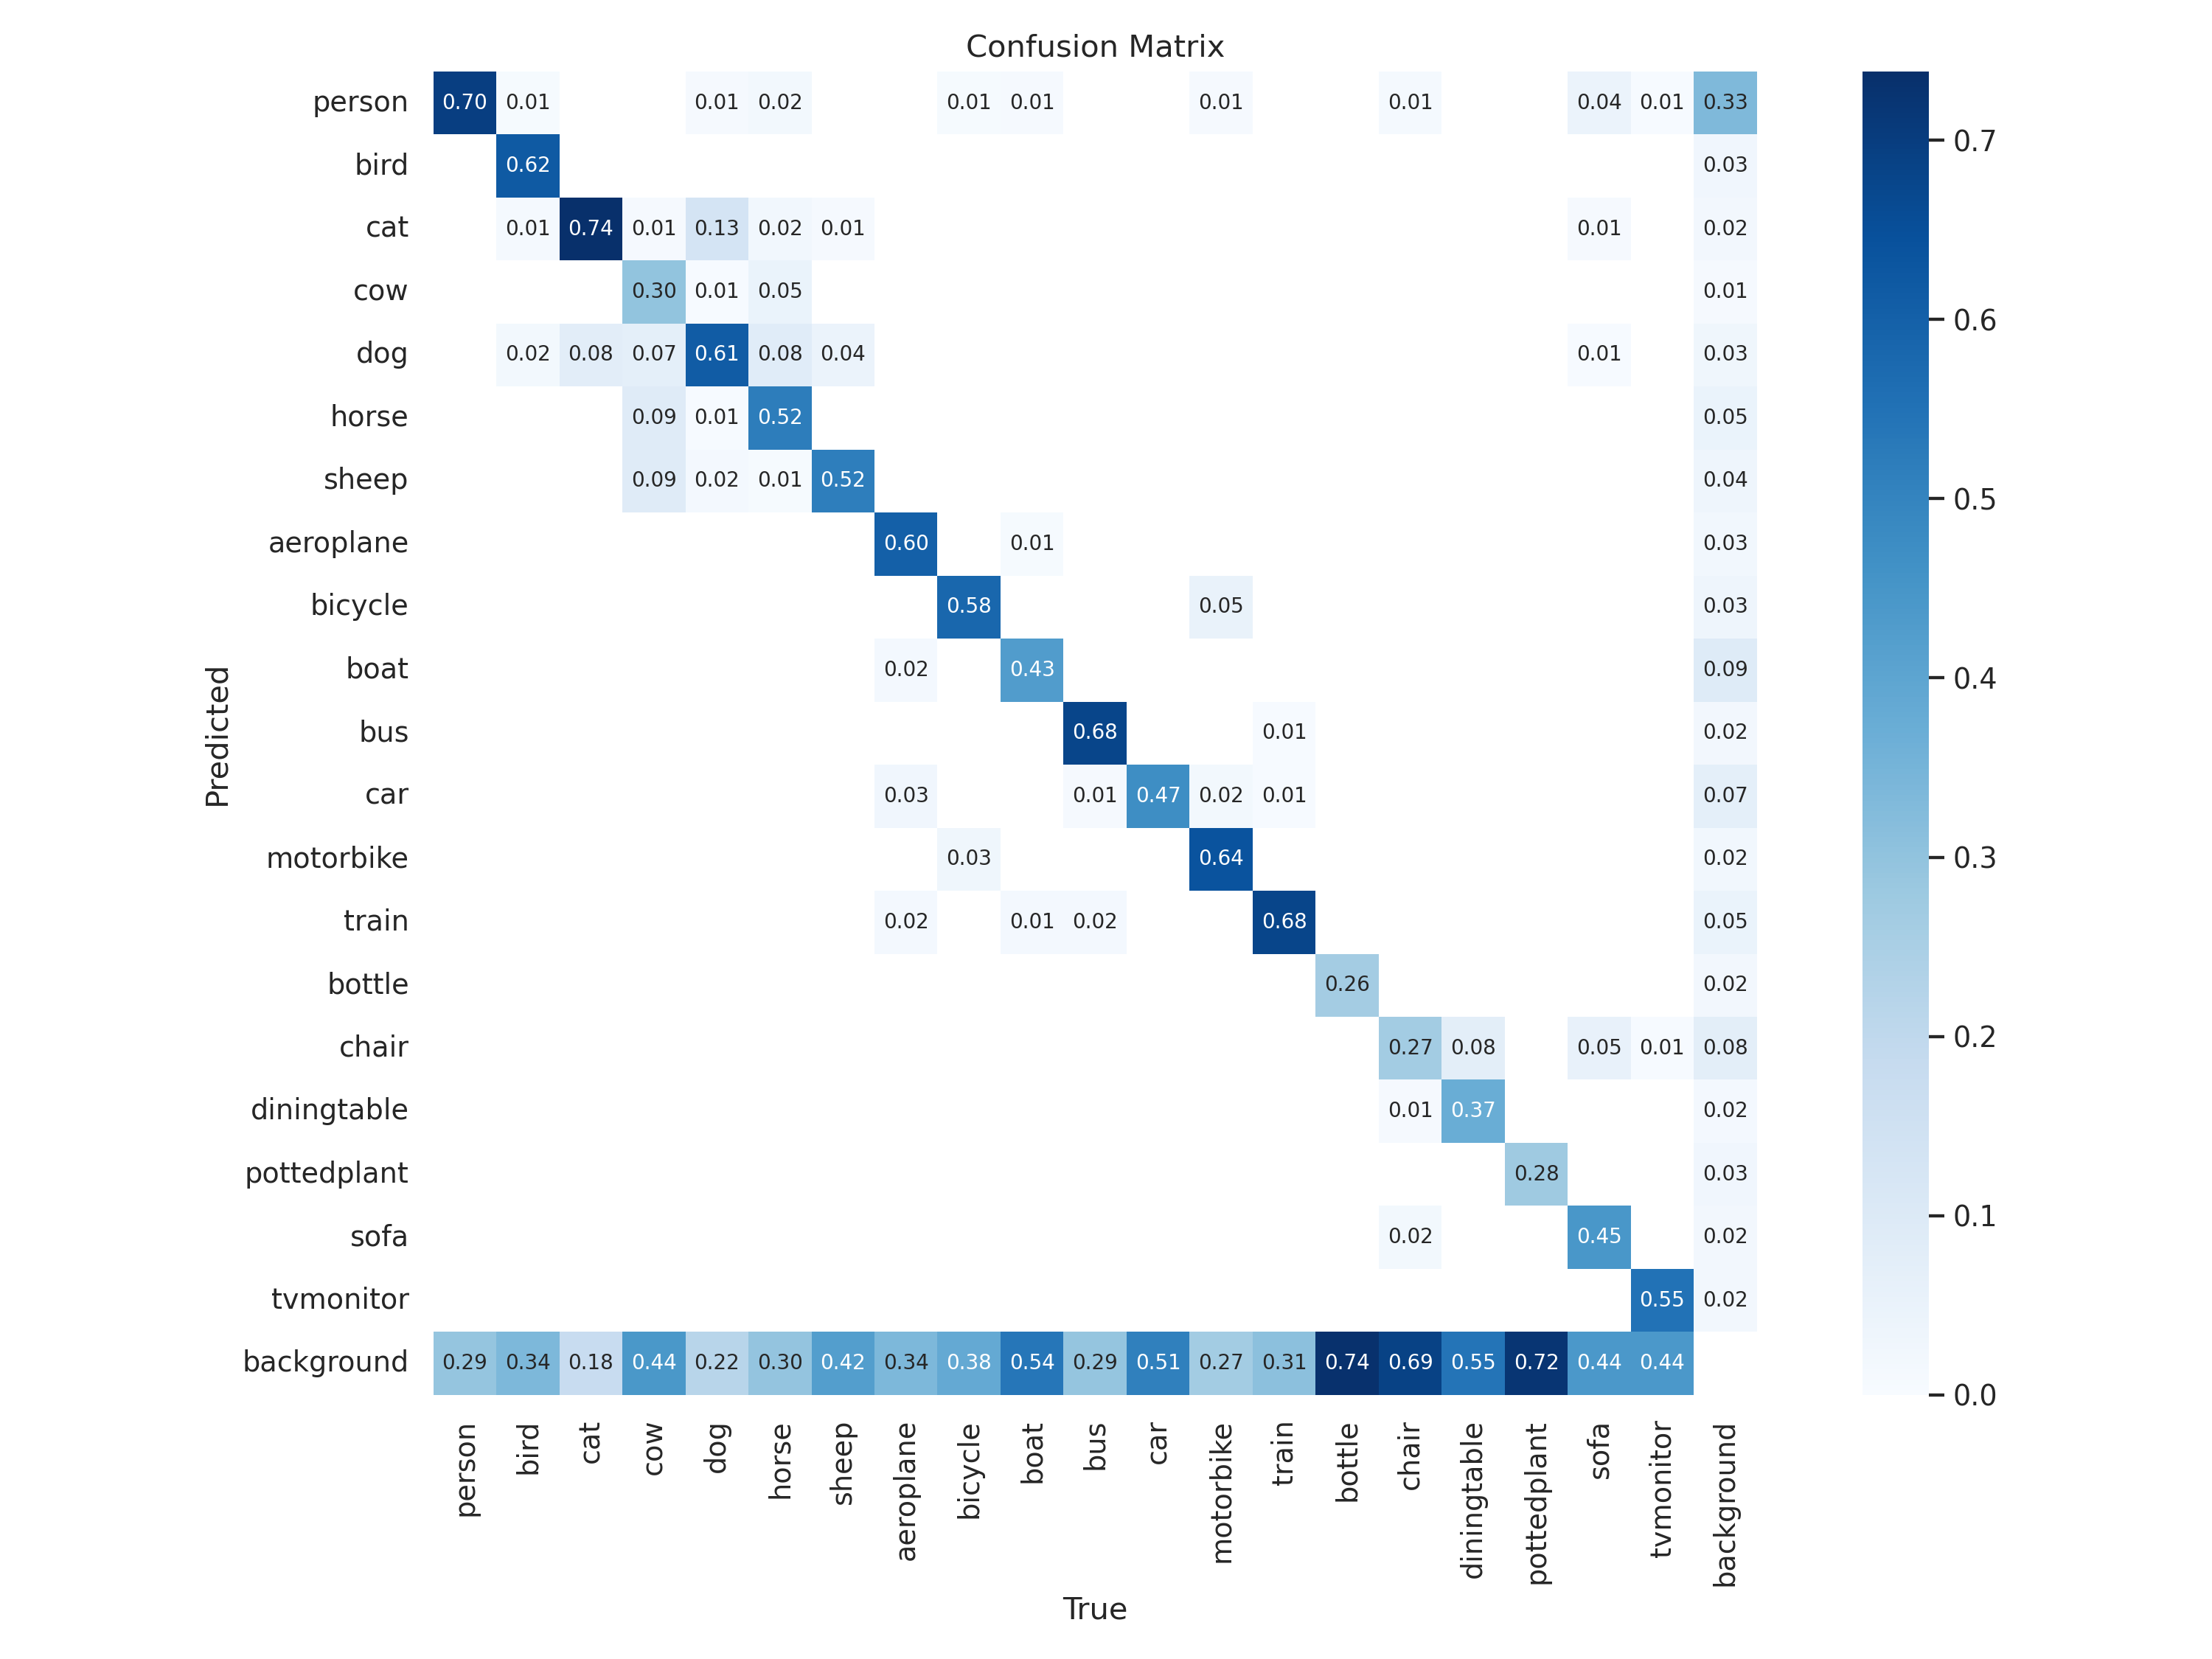 Confusion Matrix
person 0.70 0.01 0.01 0.02 0.01 0.01 0.01 0.01 0.04 0.01 0.33
bird 0.62 0.03
cat 0.01 0.74 0.01 0.13 0.02 0.01 0.01 0.02
cow 0.30 0.01 0.05 0.01
dog 0.02 0.08 0.07 0.61 0.08 0.04 0.01 0.03
horse 0.09 0.01 0.52 0.05
sheep 0.09 0.02 0.01 0.52 0.04
aeroplane 0.60 0.01 0.03
bicycle 0.58 0.05 0.03
boat 0.02 0.43 0.09
bus 0.68 0.01 0.02
car 0.03 0.01 0.47 0.02 0.01 0.07
motorbike 0.03 0.64 0.02
train 0.02 0.01 0.02 0.68 0.05
bottle 0.26 0.02
chair 0.27 0.08 0.05 0.01 0.08
diningtable 0.01 0.37 0.02
pottedplant 0.28 0.03
sofa 0.02 0.45 0.02
tvmonitor 0.55 0.02
background 0.29 0.34 0.18 0.44 0.22 0.30 0.42 0.34 0.38 0.54 0.29 0.51 0.27 0.31 0.74 0.69 0.55 0.72 0.44 0.44
person bird cat cow dog horse sheep aeroplane bicycle boat bus car motorbike train bottle chair diningtable pottedplant sofa tvmonitor background
True
Predicted
0.7
0.6
0.5
0.4
0.3
0.2
0.1
0.0